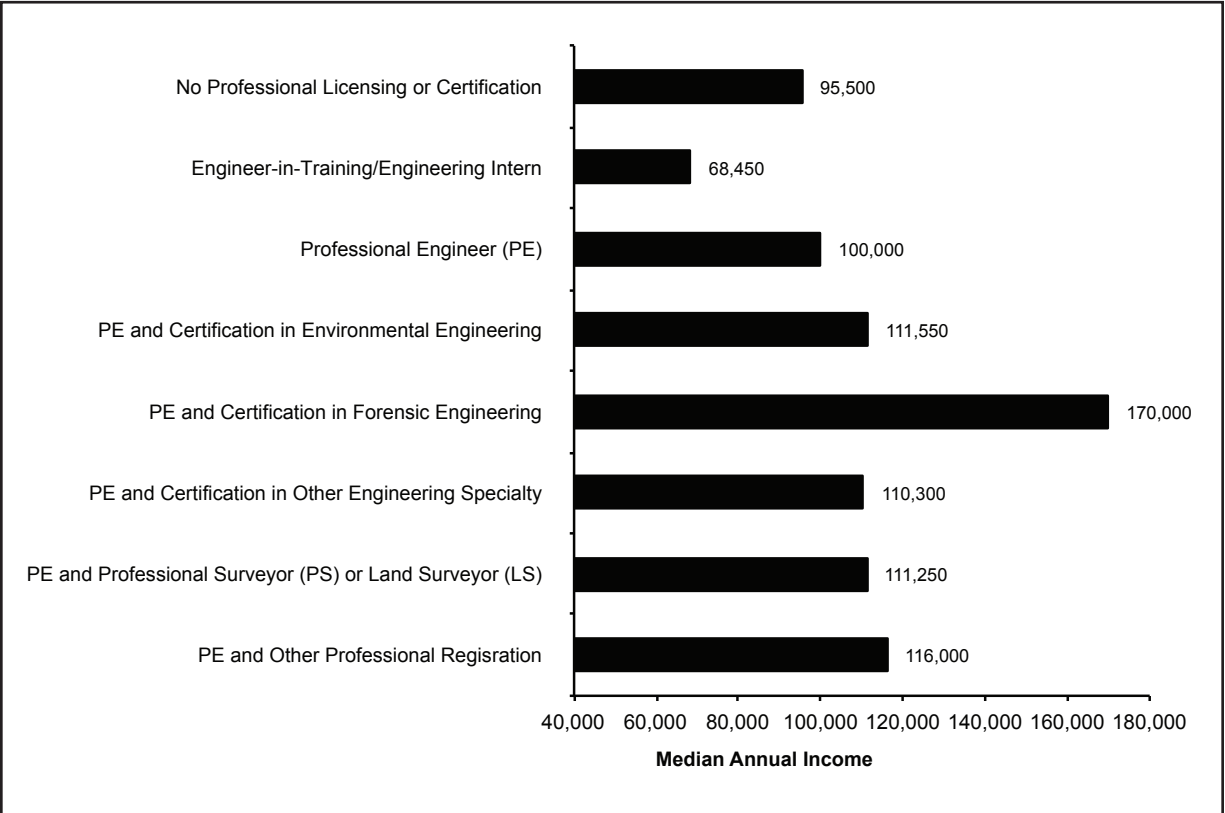 No Professional Licensing or Certification 95,500
Engineer-in-Training/Engineering Intern 68,450
Professional Engineer (PE) 100,000
PE and Certification in Environmental Engineering 111,550
PE and Certification in Forensic Engineering 170,000
PE and Certification in Other Engineering Specialty 110,300
PE and Professional Surveyor (PS) or Land Surveyor (LS) 111,250
PE and Other Professional Regisration 116,000
40,000 60,000 80,000 100,000 120,000 140,000 160,000 180,000
Median Annual Income